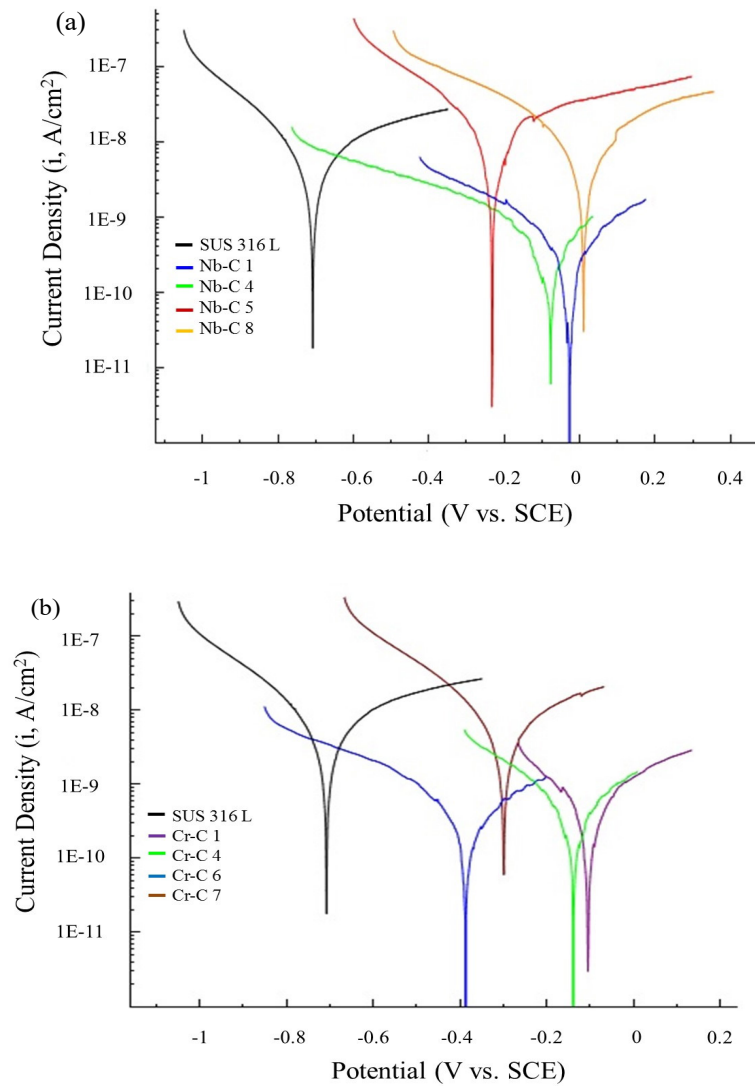 (a)
Current Density (i, A/cm²)
1E-7
1E-8
1E-9
1E-10
1E-11
SUS 316 L
Nb-C 1
Nb-C 4
Nb-C 5
Nb-C 8
-1 -0.8 -0.6 -0.4 -0.2 0 0.2 0.4
Potential (V vs. SCE)
(b)
Current Density (i, A/cm²)
1E-7
1E-8
1E-9
1E-10
1E-11
SUS 316 L
Cr-C 1
Cr-C 4
Cr-C 6
Cr-C 7
-1 -0.8 -0.6 -0.4 -0.2 0 0.2
Potential (V vs. SCE)